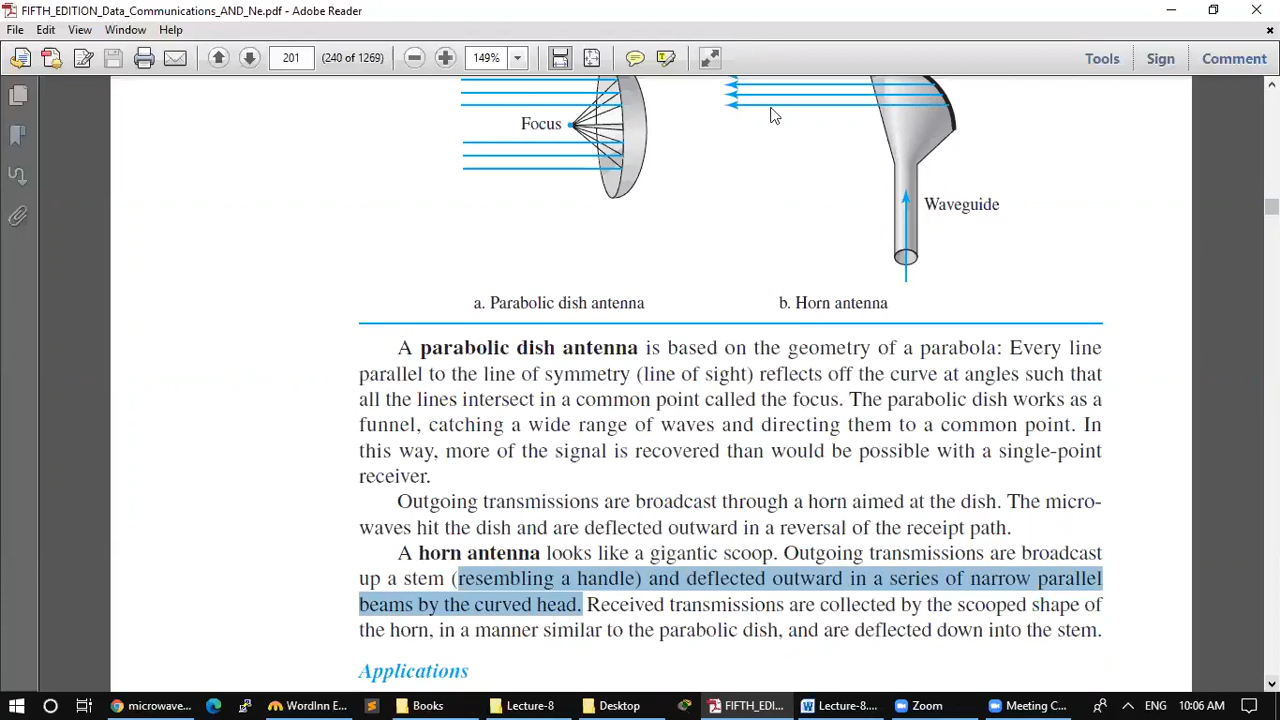 FIFTH_EDITION_Data_Communications_AND_Ne.pdf - Adobe Reader
File Edit View Window Help
201 (240 of 1269) 149% Tools Sign Comment
Focus
Waveguide
a. Parabolic dish antenna b. Horn antenna
A parabolic dish antenna is based on the geometry of a parabola: Every line
parallel to the line of symmetry (line of sight) reflects off the curve at angles such that
all the lines intersect in a common point called the focus. The parabolic dish works as a
funnel, catching a wide range of waves and directing them to a common point. In
this way, more of the signal is recovered than would be possible with a single-point
receiver.
Outgoing transmissions are broadcast through a horn aimed at the dish. The micro-
waves hit the dish and are deflected outward in a reversal of the receipt path.
A horn antenna looks like a gigantic scoop. Outgoing transmissions are broadcast
up a stem (resembling a handle) and deflected outward in a series of narrow parallel
beams by the curved head. Received transmissions are collected by the scooped shape of
the horn, in a manner similar to the parabolic dish, and are deflected down into the stem.
Applications
microwave... WordInn E... Books Lecture-8 Desktop FIFTH_EDI... Lecture-8.... Zoom Meeting C... ENG 10:06 AM